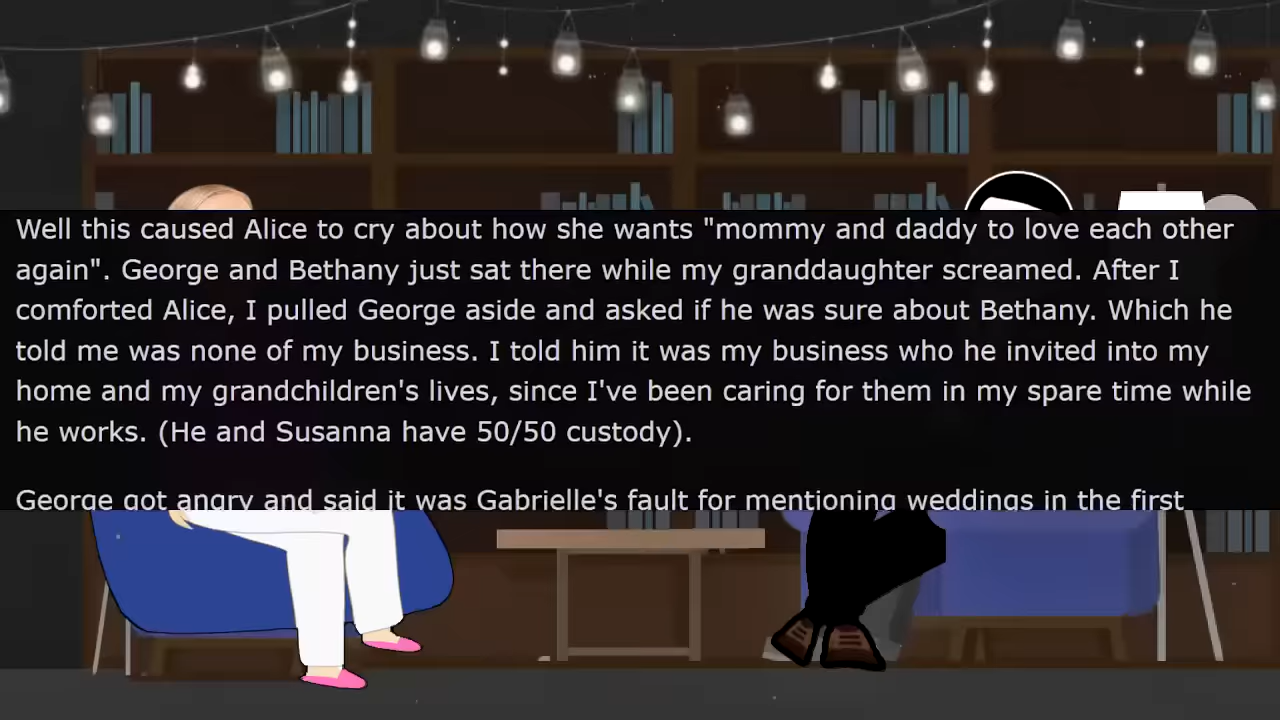 Well this caused Alice to cry about how she wants "mommy and daddy to love each other
again". George and Bethany just sat there while my granddaughter screamed. After I
comforted Alice, I pulled George aside and asked if he was sure about Bethany. Which he
told me was none of my business. I told him it was my business who he invited into my
home and my grandchildren's lives, since I've been caring for them in my spare time while
he works. (He and Susanna have 50/50 custody).
George got angry and said it was Gabrielle's fault for mentioning weddings in the first